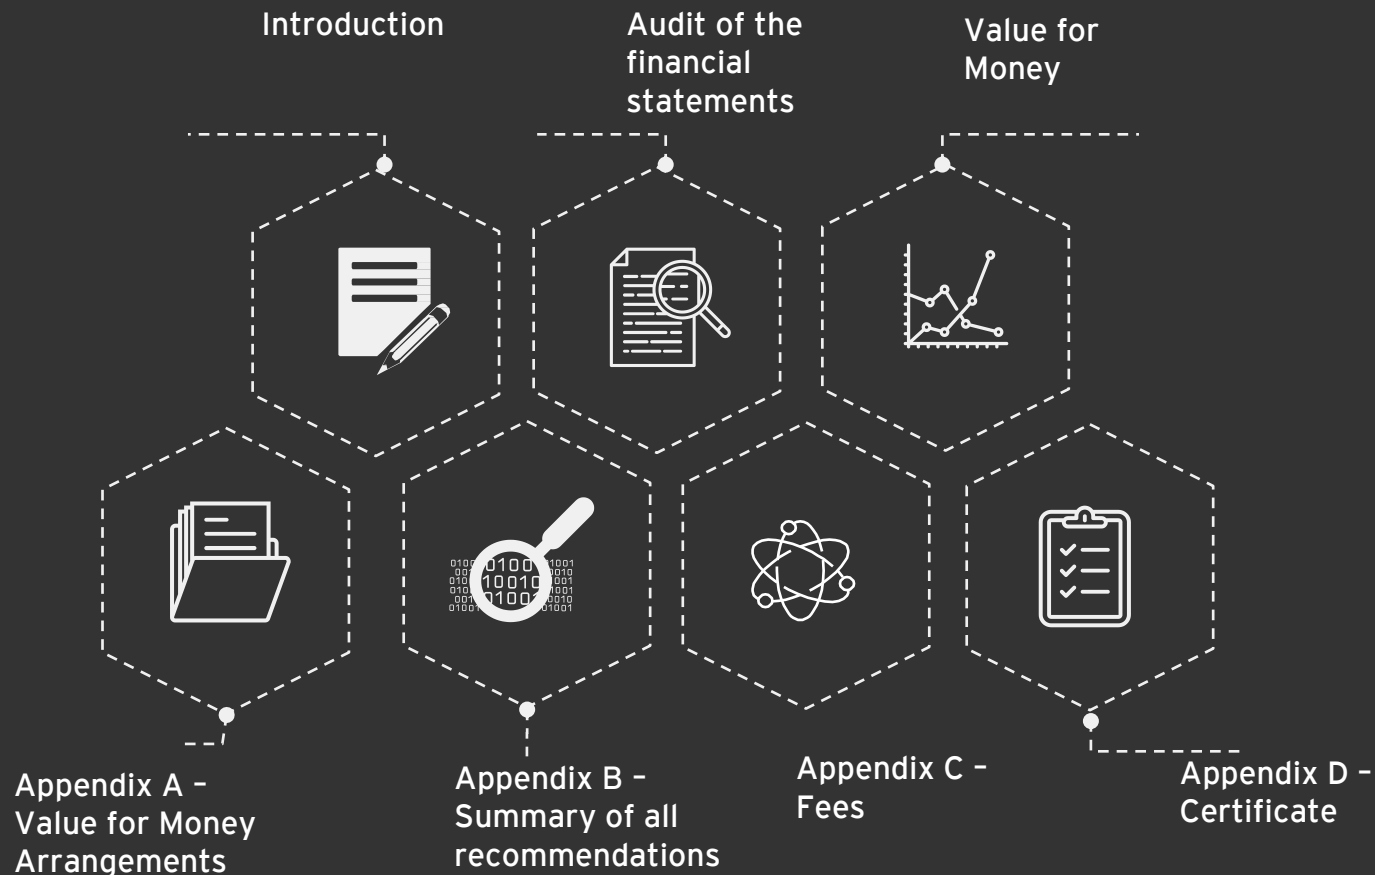 Introduction
Audit of the
financial
statements
Value for
Money
Appendix A –
Value for Money
Arrangements
Appendix B –
Summary of all
recommendations
Appendix C –
Fees
Appendix D –
Certificate